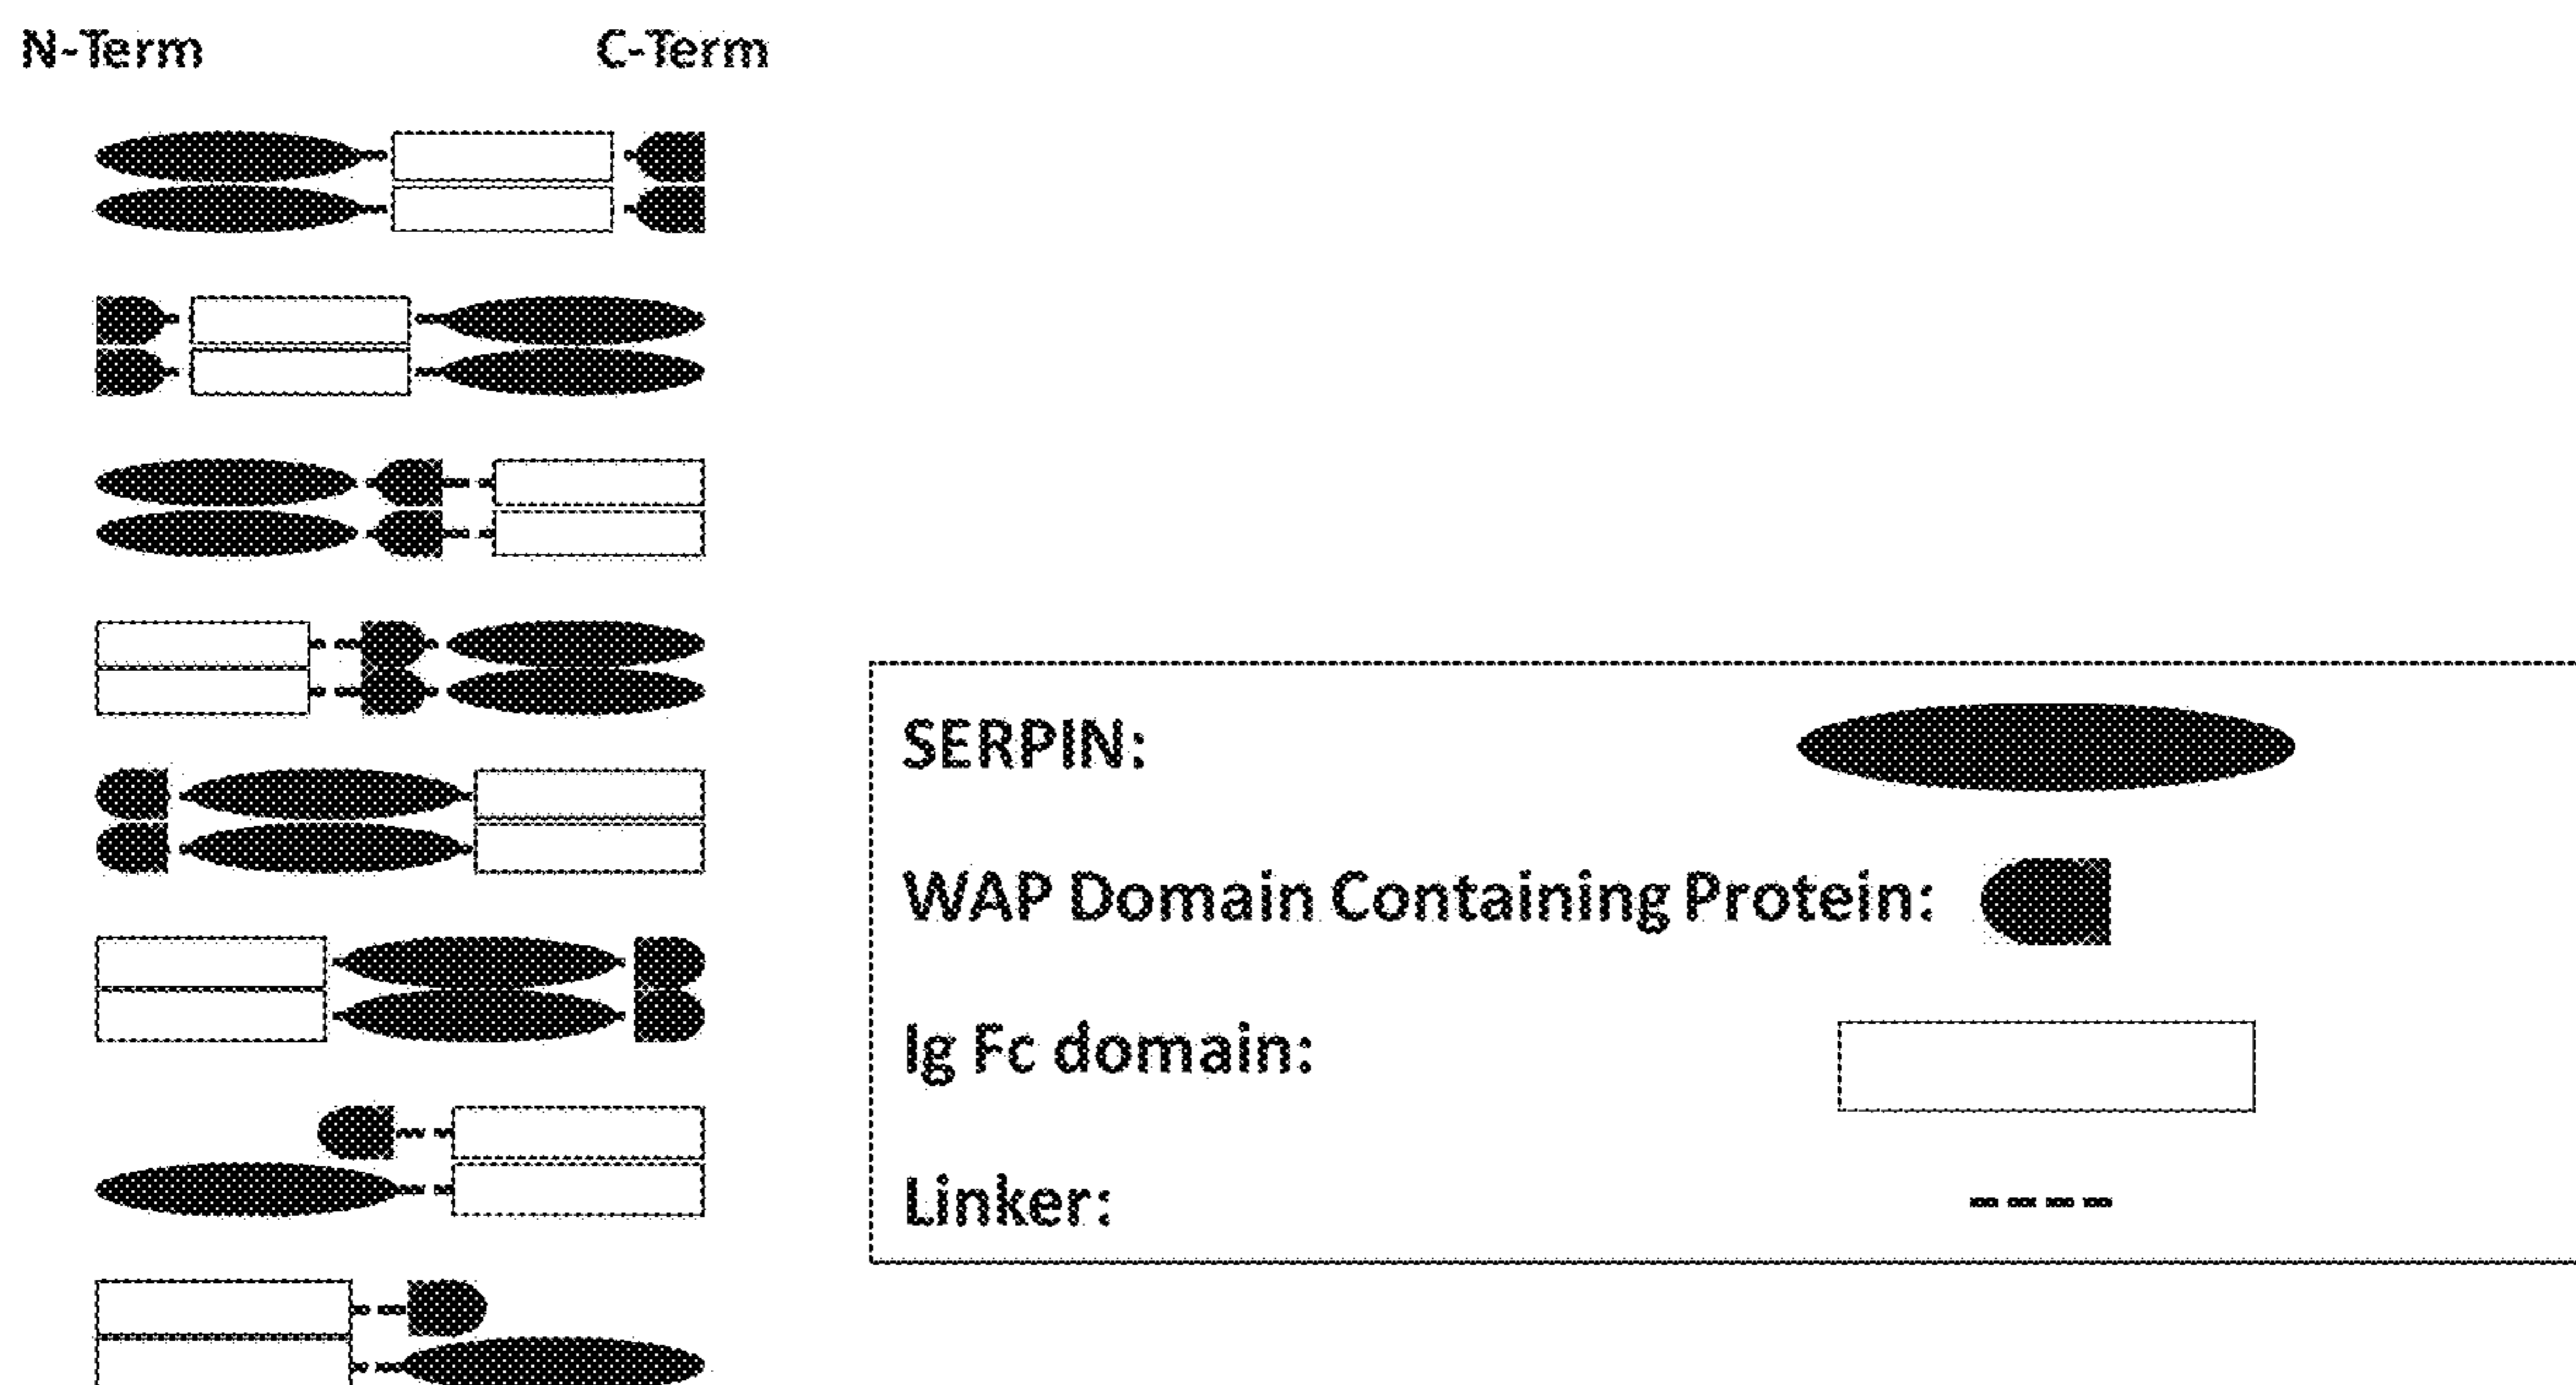 N-Term C-Term
SERPIN:
WAP Domain Containing Protein:
Ig Fc domain:
Linker: